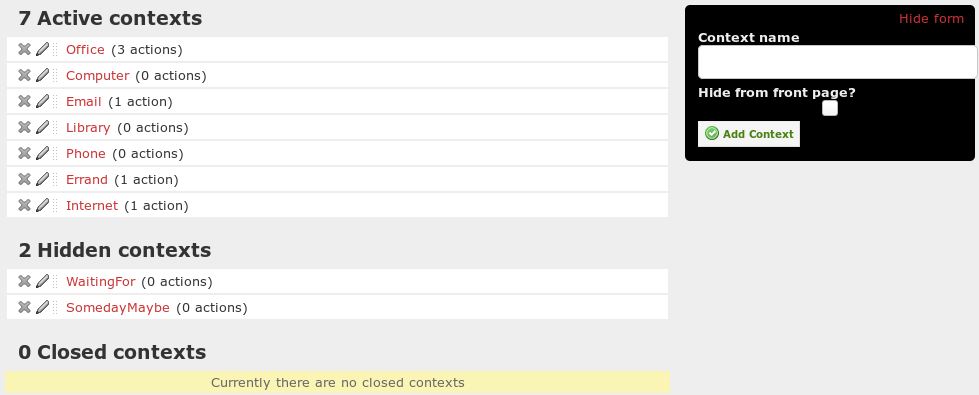 7 Active contexts
Office (3 actions)
Computer (0 actions)
Email (1 action)
Library (0 actions)
Phone (0 actions)
Errand (1 action)
Internet (1 action)
2 Hidden contexts
WaitingFor (0 actions)
SomedayMaybe (0 actions)
0 Closed contexts
Currently there are no closed contexts
Hide form
Context name
Hide from front page?
Add Context